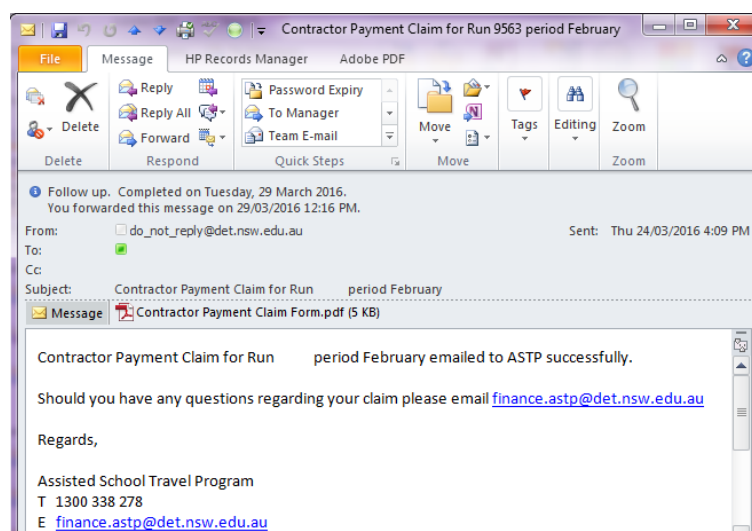 Contractor Payment Claim for Run 9563 period February
File Message HP Records Manager Adobe PDF
Delete
Reply
Reply All
Forward
Password Expiry
To Manager
Team E-mail
Move
Tags
Editing
Zoom
Delete Respond Quick Steps Move Zoom
Follow up. Completed on Tuesday, 29 March 2016.
You forwarded this message on 29/03/2016 12:16 PM.
From: do_not_reply@det.nsw.edu.au Sent: Thu 24/03/2016 4:09 PM
To:
Cc:
Subject: Contractor Payment Claim for Run period February
Message Contractor Payment Claim Form.pdf (5 KB)
Contractor Payment Claim for Run period February emailed to ASTP successfully.
Should you have any questions regarding your claim please email finance.astp@det.nsw.edu.au
Regards,
Assisted School Travel Program
T 1300 338 278
E finance.astp@det.nsw.edu.au